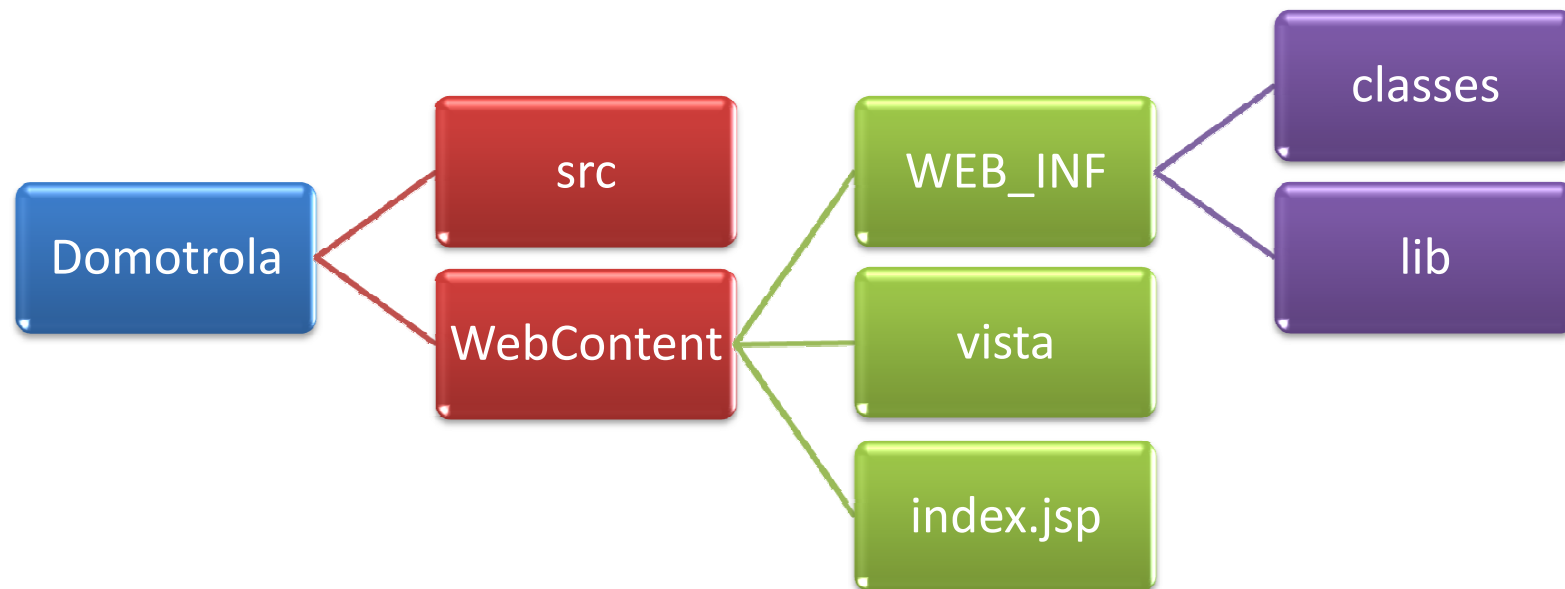 Domotrola
src
WebContent
WEB_INF
vista
index.jsp
classes
lib